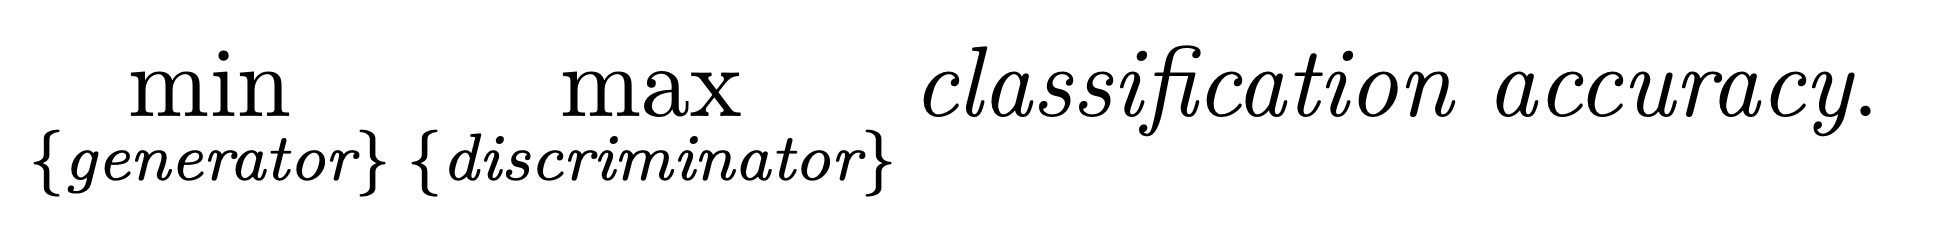 min max classification accuracy.
{generator} {discriminator}